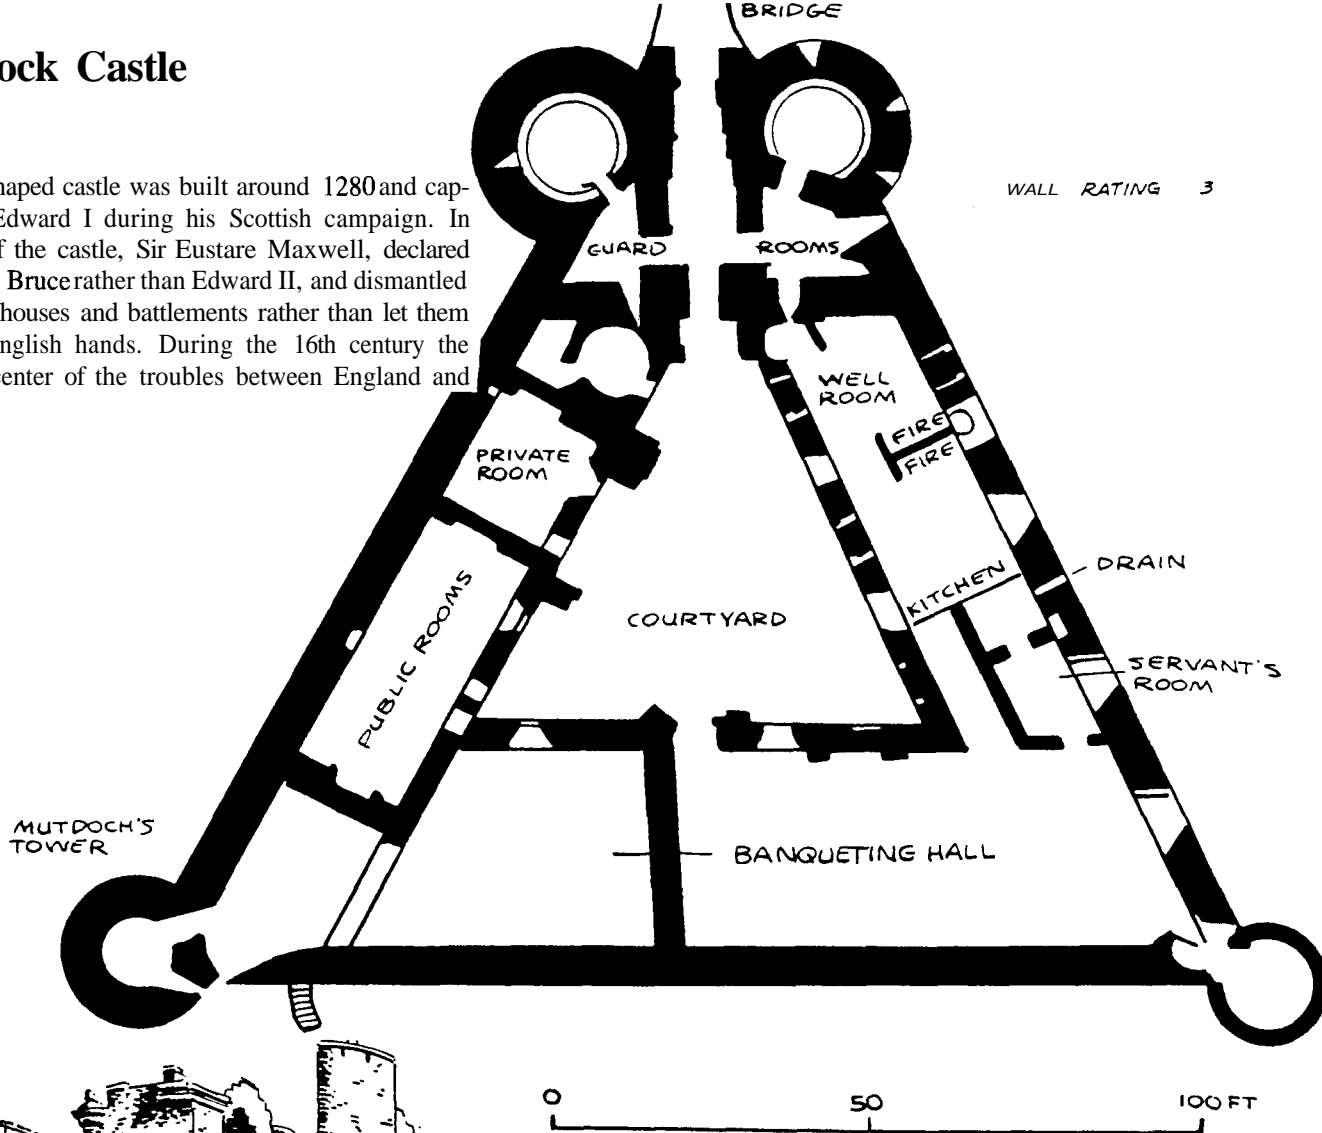 ock Castle
haped castle was built around 1280 and cap-
Edward I during his Scottish campaign. In
f the castle, Sir Eustare Maxwell, declared
Bruce rather than Edward II, and dismantled
houses and battlements rather than let them
nglish hands. During the 16th century the
center of the troubles between England and
BRIDGE
WALL RATING 3
GUARD ROOMS
WELL
ROOM
FIRE
FIRE
PRIVATE
ROOM
PUBLIC ROOMS
COURTYARD
KITCHEN
DRAIN
SERVANT'S
ROOM
MUTDOCH'S
TOWER
BANQUETING HALL
0 50 100 FT